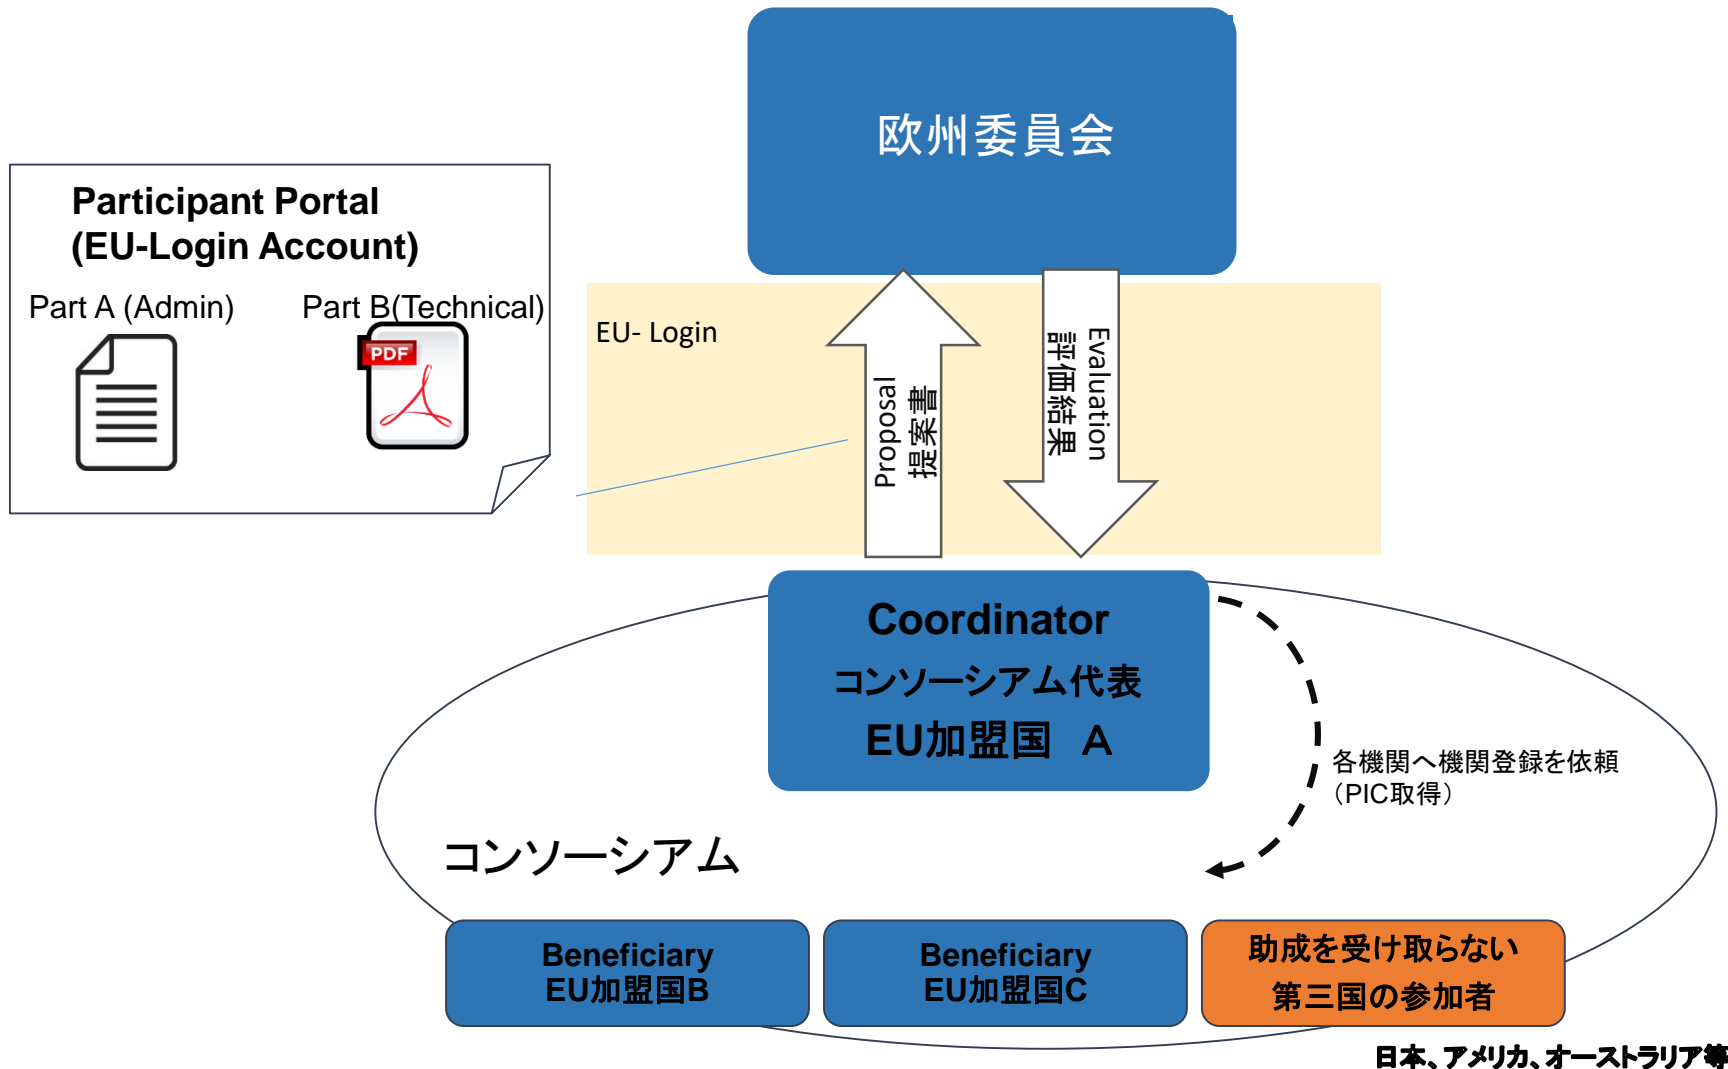 欧州委員会
Participant Portal
(EU-Login Account)
Part A (Admin)
Part B(Technical)
PDF
EU- Login
Proposal
提案書
Evaluation
評価結果
Coordinator
コンソーシアム代表
EU加盟国 A
各機関へ機関登録を依頼
(PIC取得)
コンソーシアム
Beneficiary
EU加盟国B
Beneficiary
EU加盟国C
助成を受け取らない
第三国の参加者
日本、アメリカ、オーストラリア等